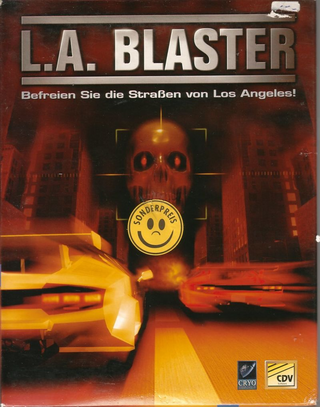 L.A. BLASTER
Befreien Sie die Straßen von Los Angeles!
SONDERPREIS
CRYO
CDV